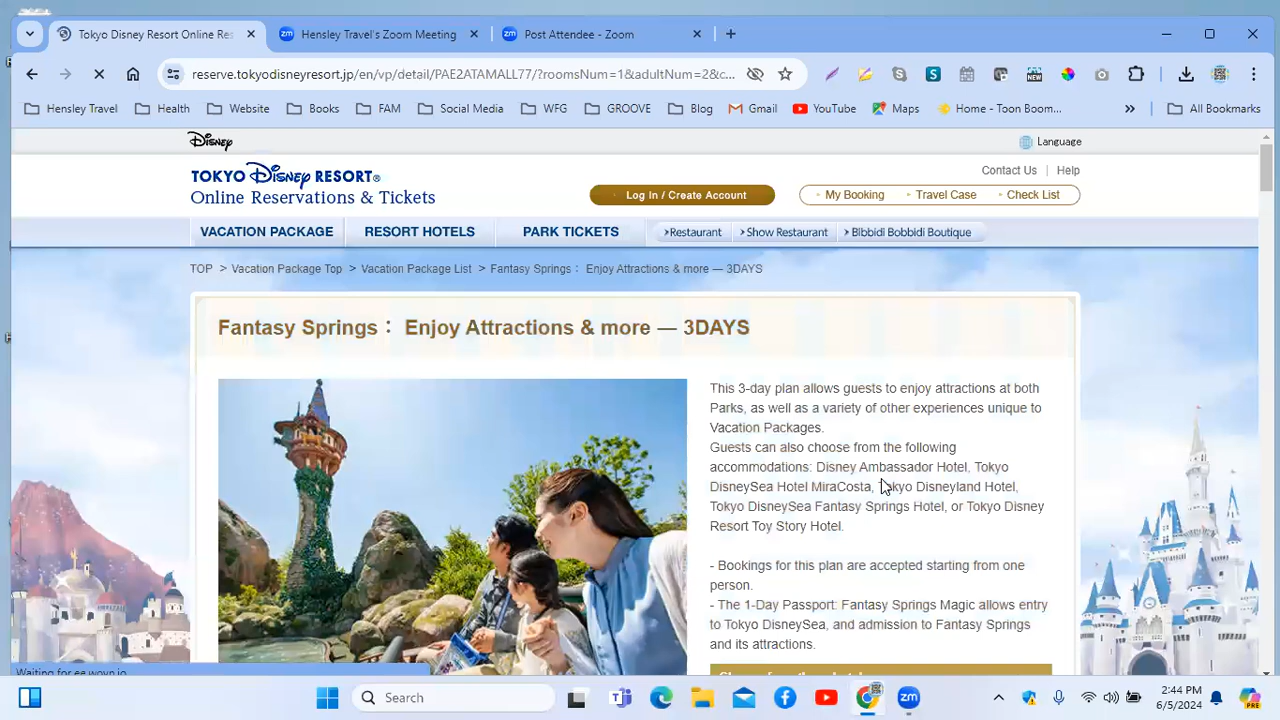 Tokyo Disney Resort Online Res
Hensley Travel's Zoom Meeting
Post Attendee - Zoom
reserve.tokyodisneyresort.jp/en/vp/detail/PAE2ATAMALL77/?roomsNum=1&adultNum=2&c...
Hensley Travel
Health
Website
Books
FAM
Social Media
WFG
GROOVE
Blog
Gmail
YouTube
Maps
Home - Toon Boom...
All Bookmarks
Disney
Language
TOKYO Disney RESORT®
Online Reservations & Tickets
Contact Us
Help
Log In / Create Account
My Booking
Travel Case
Check List
VACATION PACKAGE
RESORT HOTELS
PARK TICKETS
Restaurant
Show Restaurant
Bibbidi Bobbidi Boutique
TOP > Vacation Package Top > Vacation Package List > Fantasy Springs： Enjoy Attractions & more — 3DAYS
Fantasy Springs： Enjoy Attractions & more — 3DAYS
This 3-day plan allows guests to enjoy attractions at both
Parks, as well as a variety of other experiences unique to
Vacation Packages.
Guests can also choose from the following
accommodations: Disney Ambassador Hotel, Tokyo
DisneySea Hotel MiraCosta, Tokyo Disneyland Hotel,
Tokyo DisneySea Fantasy Springs Hotel, or Tokyo Disney
Resort Toy Story Hotel.
- Bookings for this plan are accepted starting from one
person.
- The 1-Day Passport: Fantasy Springs Magic allows entry
to Tokyo DisneySea, and admission to Fantasy Springs
and its attractions.
Search
2:44 PM
6/5/2024